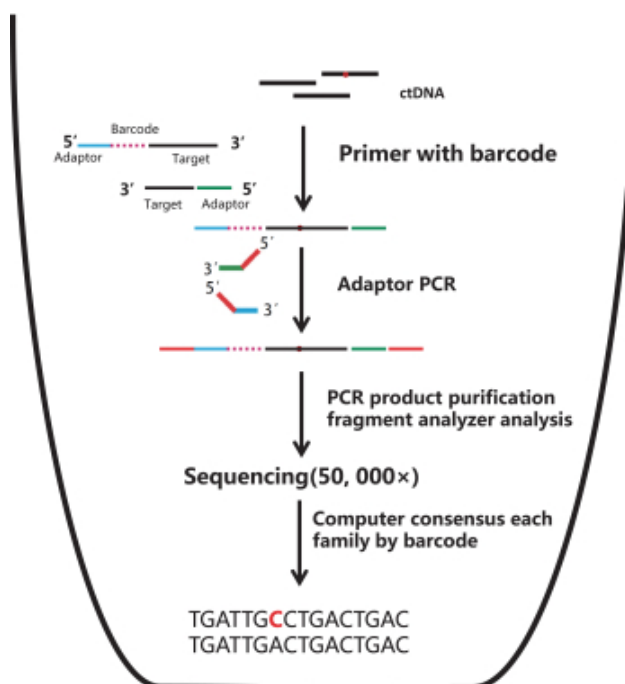 ctDNA
5′ Barcode 3′
Adaptor Target
Primer with barcode
3′ 5′
Target Adaptor
5′
3′
Adaptor PCR
5′
3′
PCR product purification
fragment analyzer analysis
Sequencing(50, 000×)
Computer consensus each
family by barcode
TGATTGCCTGACTGAC
TGATTGACTGACTGAC